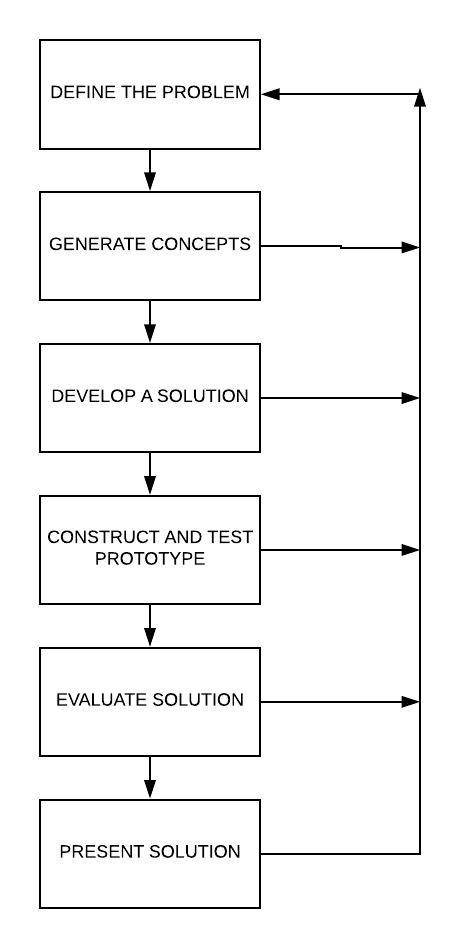 DEFINE THE PROBLEM
GENERATE CONCEPTS
DEVELOP A SOLUTION
CONSTRUCT AND TEST
PROTOTYPE
EVALUATE SOLUTION
PRESENT SOLUTION